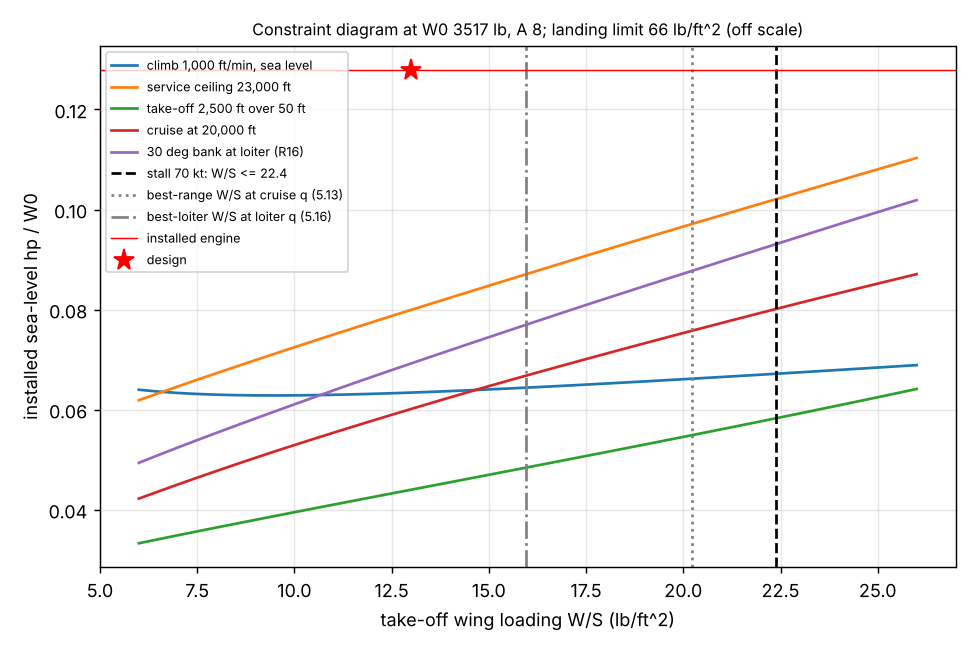 Constraint diagram at W0 3517 lb, A 8; landing limit 66 lb/ft^2 (off scale)
climb 1,000 ft/min, sea level
service ceiling 23,000 ft
take-off 2,500 ft over 50 ft
cruise at 20,000 ft
30 deg bank at loiter (R16)
stall 70 kt: W/S <= 22.4
best-range W/S at cruise q (5.13)
best-loiter W/S at loiter q (5.16)
installed engine
design
installed sea-level hp / W0
0.12
0.10
0.08
0.06
0.04
5.0 7.5 10.0 12.5 15.0 17.5 20.0 22.5 25.0
take-off wing loading W/S (lb/ft^2)